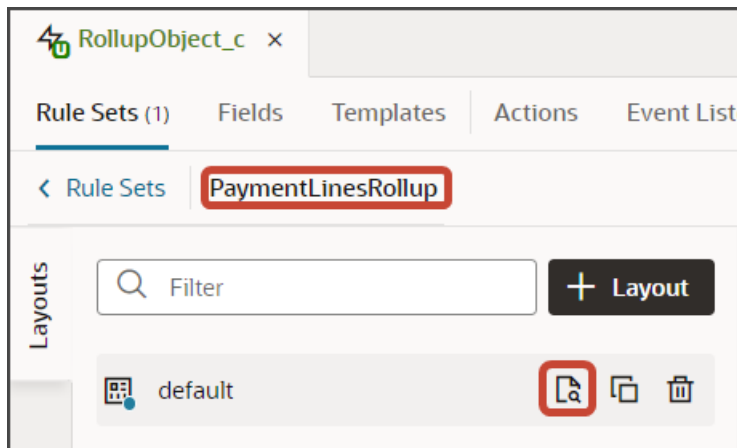 RollupObject_c
Rule Sets (1) Fields Templates Actions Event List
Rule Sets PaymentLinesRollup
Layouts
Filter
Layout
default